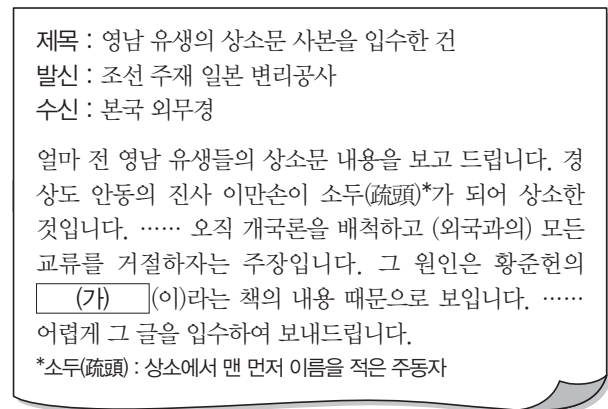 제목 : 영남 유생의 상소문 사본을 입수한 건
발신 : 조선 주재 일본 변리공사
수신 : 본국 외무경
얼마 전 영남 유생들의 상소문 내용을 보고 드립니다. 경
상도 안동의 진사 이만손이 소두(疏頭)*가 되어 상소한
것입니다. …… 오직 개국론을 배척하고 (외국과의) 모든
교류를 거절하자는 주장입니다. 그 원인은 황준헌의
(가) (이)라는 책의 내용 때문으로 보입니다. ……
어렵게 그 글을 입수하여 보내드립니다.
*소두(疏頭) : 상소에서 맨 먼저 이름을 적은 주동자